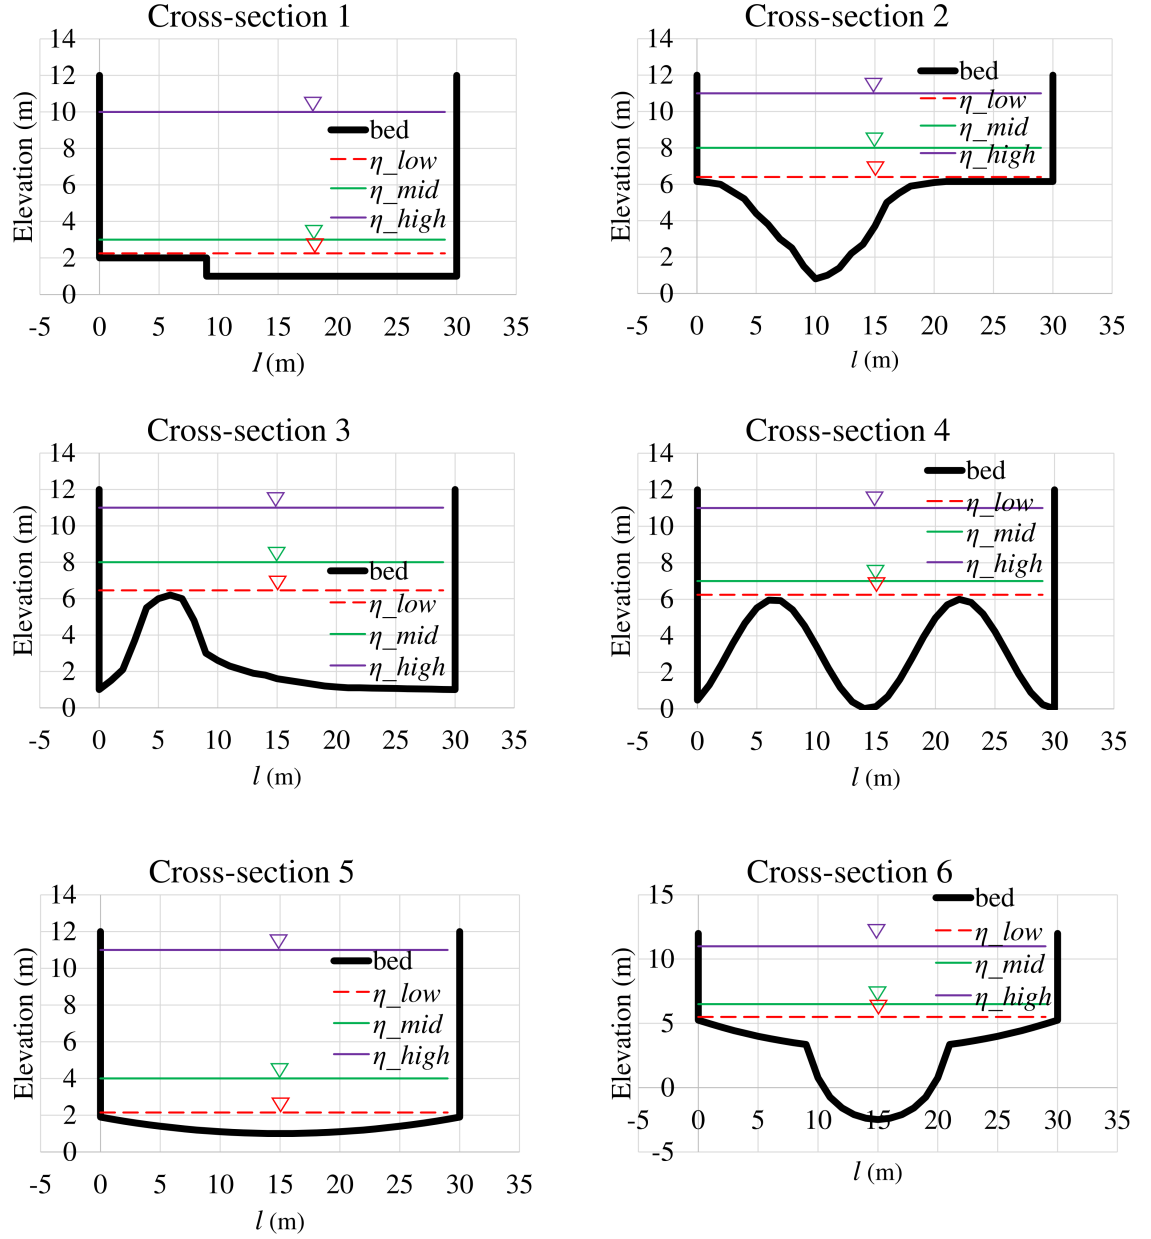 Cross-section 1
Elevation (m)
14
12
10
8
6
4
2
0
-5 0 5 10 15 20 25 30 35
l (m)
bed
η_low
η_mid
η_high
Cross-section 2
Elevation (m)
14
12
10
8
6
4
2
0
-5 0 5 10 15 20 25 30 35
l (m)
bed
η_low
η_mid
η_high
Cross-section 3
Elevation (m)
14
12
10
8
6
4
2
0
-5 0 5 10 15 20 25 30 35
l (m)
bed
η_low
η_mid
η_high
Cross-section 4
Elevation (m)
14
12
10
8
6
4
2
0
-5 0 5 10 15 20 25 30 35
l (m)
bed
η_low
η_mid
η_high
Cross-section 5
Elevation (m)
14
12
10
8
6
4
2
0
-5 0 5 10 15 20 25 30 35
l (m)
bed
η_low
η_mid
η_high
Cross-section 6
Elevation (m)
15
10
5
0
-5
-5 0 5 10 15 20 25 30 35
l (m)
bed
η_low
η_mid
η_high